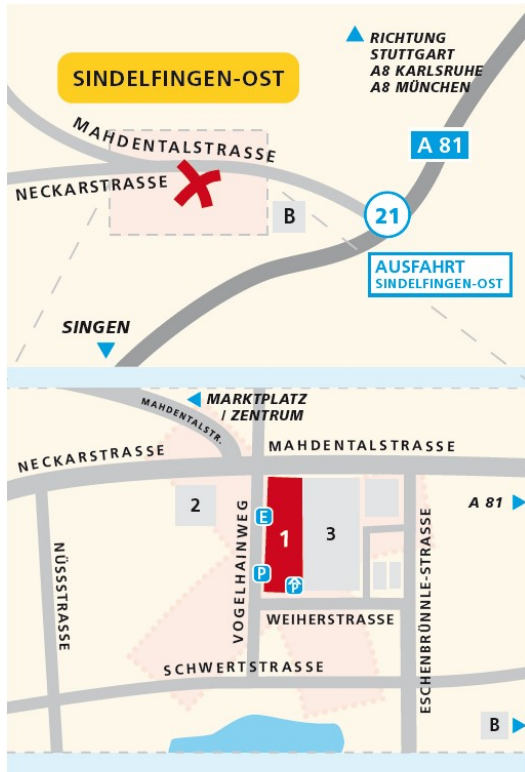 RICHTUNG
STUTTGART
A8 KARLSRUHE
A8 MÜNCHEN
SINDELFINGEN-OST
MAHDENTALSTRASSE
A 81
NECKARSTRASSE
B
21
AUSFAHRT
SINDELFINGEN-OST
SINGEN
MARKTPLATZ
/ ZENTRUM
MAHDENTALSTR.
NECKARSTRASSE
MAHDENTALSTRASSE
2
E
1
3
A 81
P
P
NÜSSSTRASSE
VOGELHAINWEG
WEIHERSTRASSE
ESCHENBRÜNNLE-STRASSE
SCHWERTSTRASSE
B